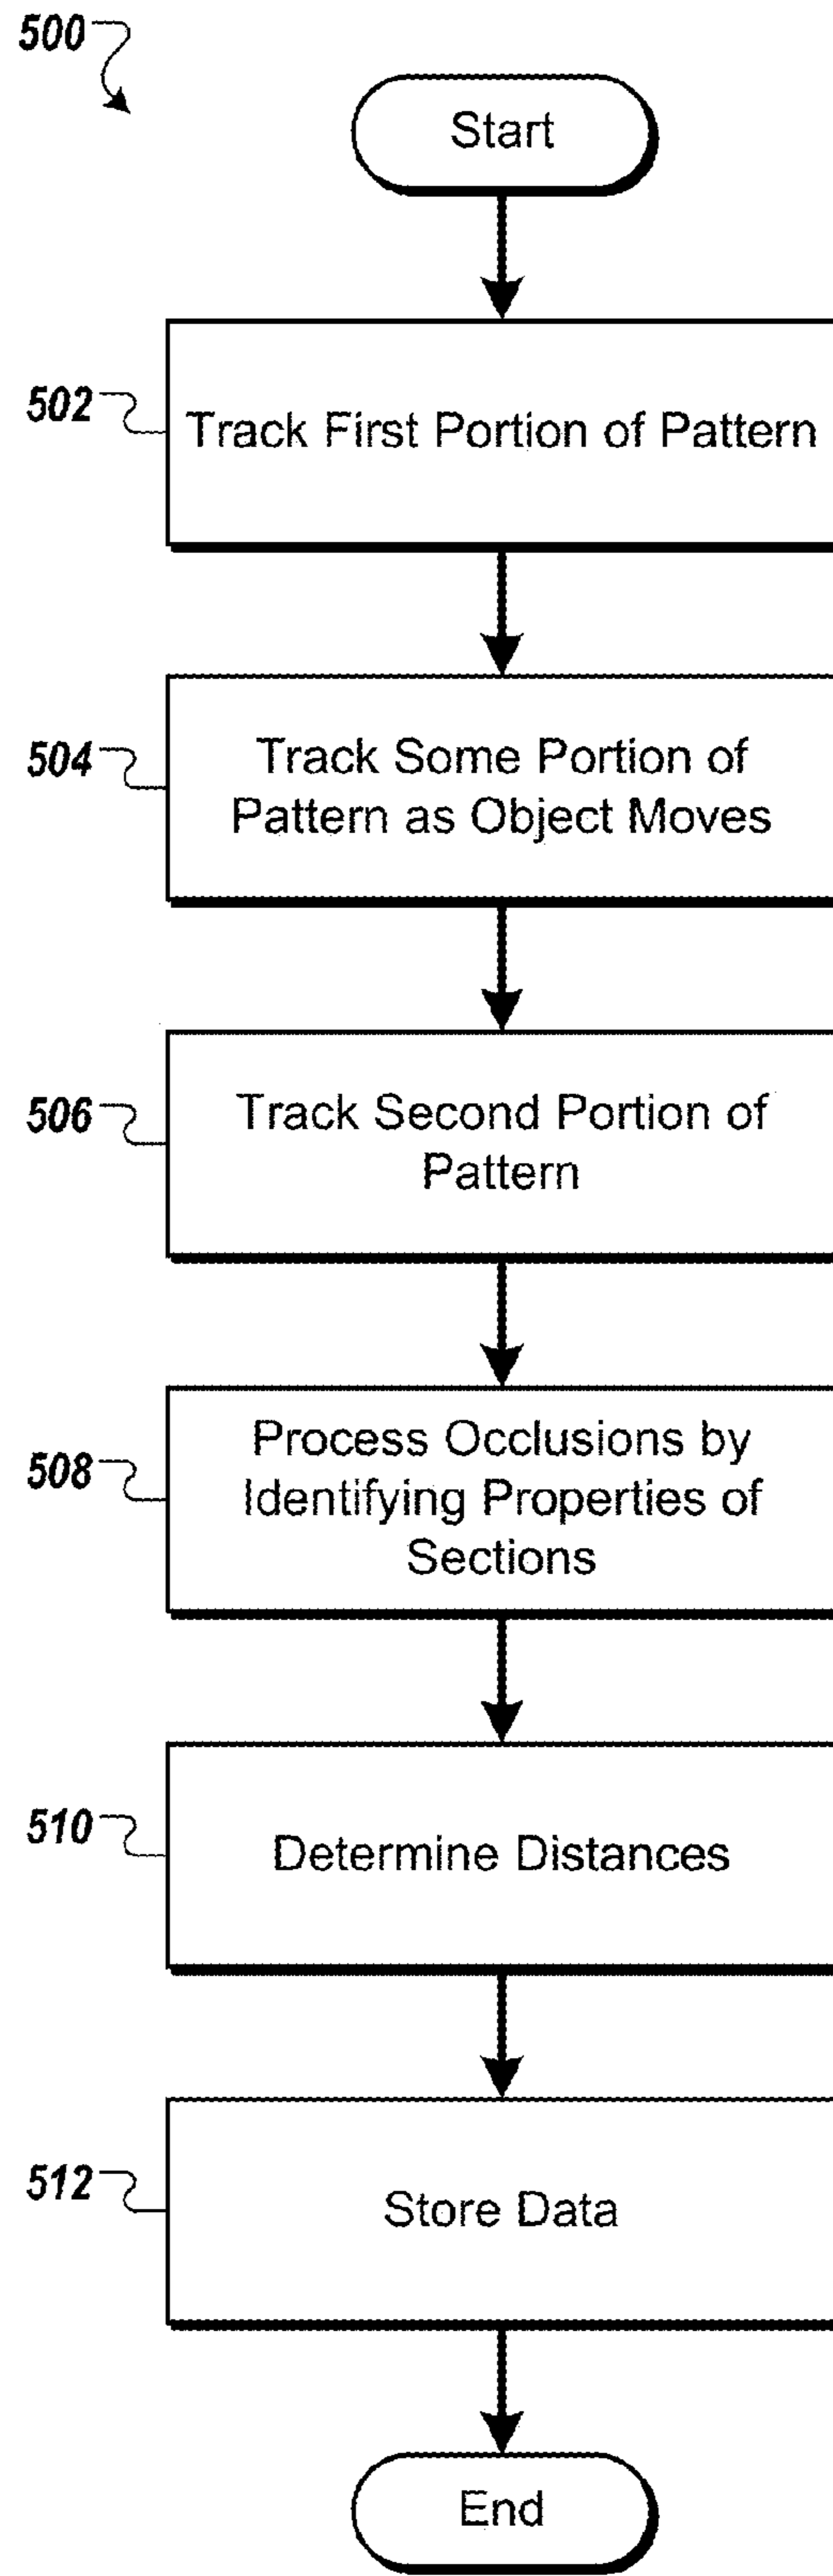 500
Start
502
Track First Portion of Pattern
504
Track Some Portion of
Pattern as Object Moves
506
Track Second Portion of
Pattern
508
Process Occlusions by
Identifying Properties of
Sections
510
Determine Distances
512
Store Data
End